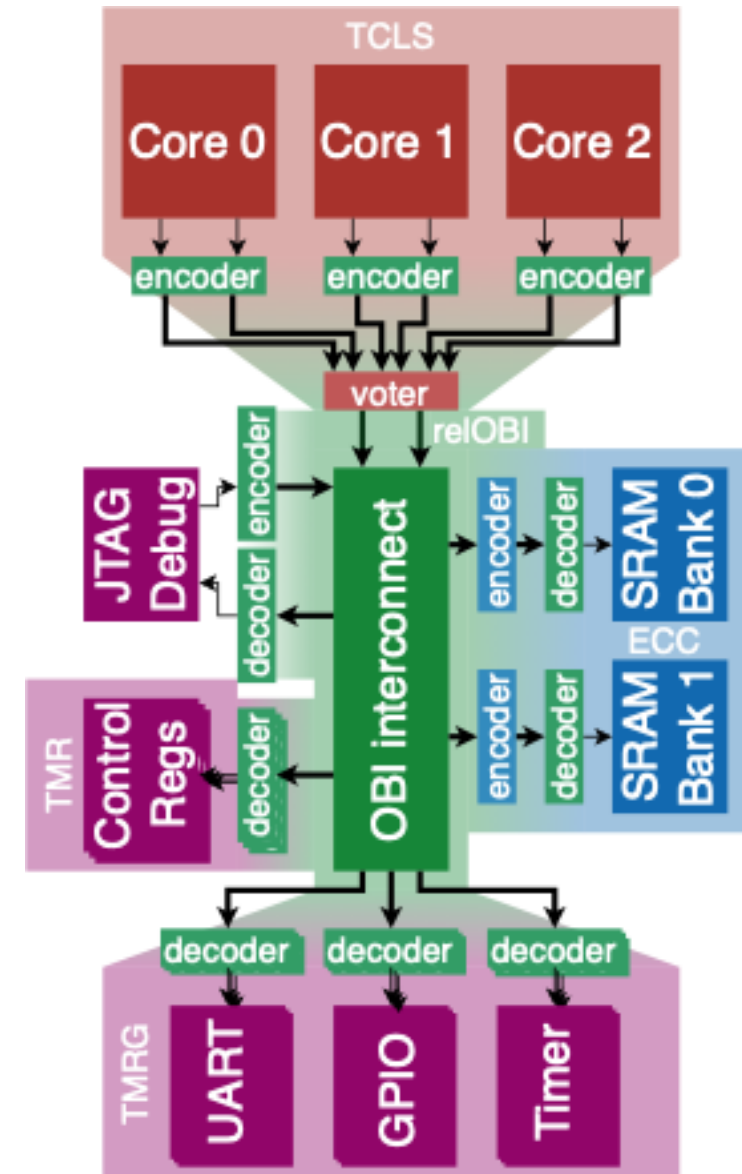 TCLS
Core 0
Core 1
Core 2
encoder
encoder
encoder
voter
relOBI
encoder
JTAG
Debug
decoder
OBI interconnect
encoder
decoder
SRAM
Bank 0
ECC
encoder
decoder
SRAM
Bank 1
TMR
Control
Regs
decoder
decoder
decoder
decoder
TMRG
UART
GPIO
Timer